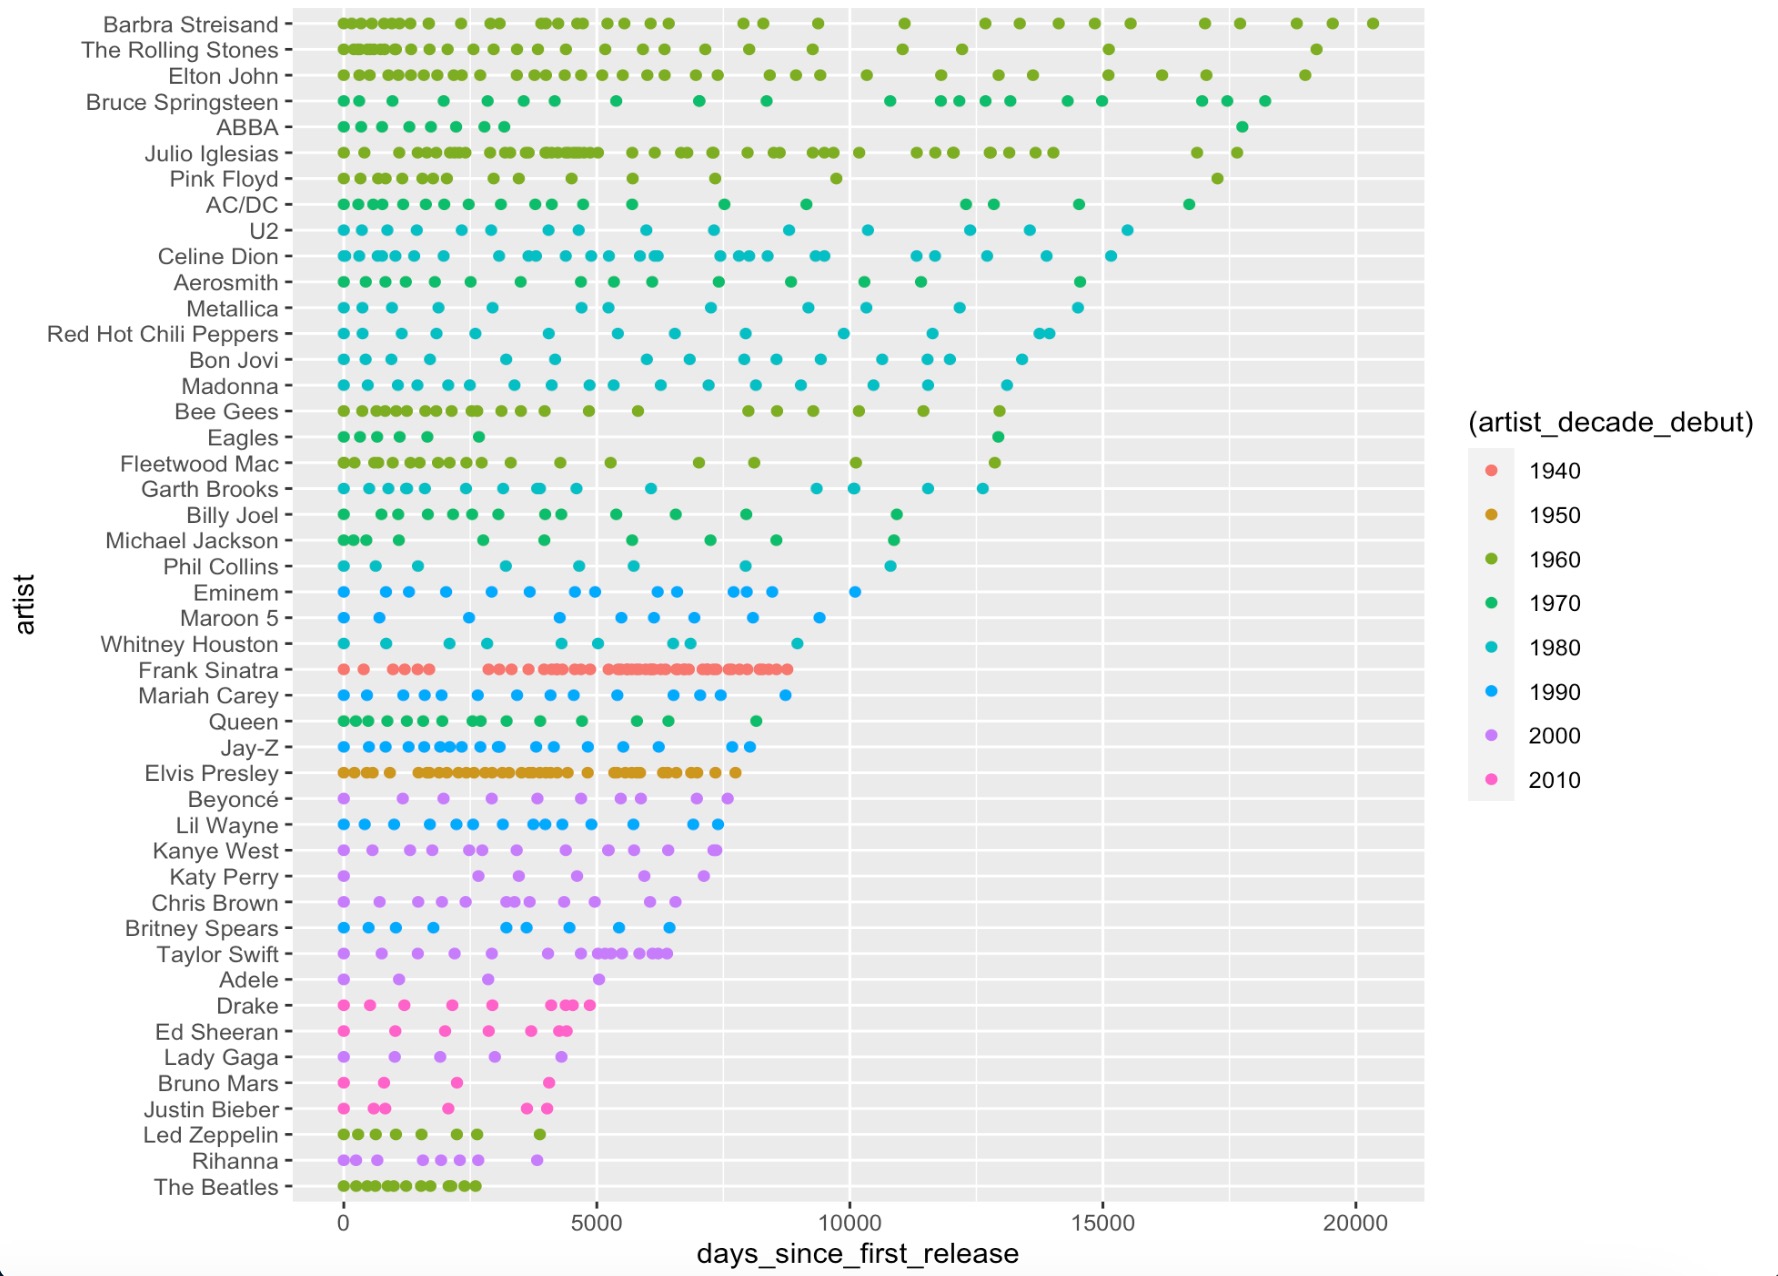 artist
Barbra Streisand
The Rolling Stones
Elton John
Bruce Springsteen
ABBA
Julio Iglesias
Pink Floyd
AC/DC
U2
Celine Dion
Aerosmith
Metallica
Red Hot Chili Peppers
Bon Jovi
Madonna
Bee Gees
Eagles
Fleetwood Mac
Garth Brooks
Billy Joel
Michael Jackson
Phil Collins
Eminem
Maroon 5
Whitney Houston
Frank Sinatra
Mariah Carey
Queen
Jay-Z
Elvis Presley
Beyoncé
Lil Wayne
Kanye West
Katy Perry
Chris Brown
Britney Spears
Taylor Swift
Adele
Drake
Ed Sheeran
Lady Gaga
Bruno Mars
Justin Bieber
Led Zeppelin
Rihanna
The Beatles
0 5000 10000 15000 20000
days_since_first_release
(artist_decade_debut)
1940
1950
1960
1970
1980
1990
2000
2010